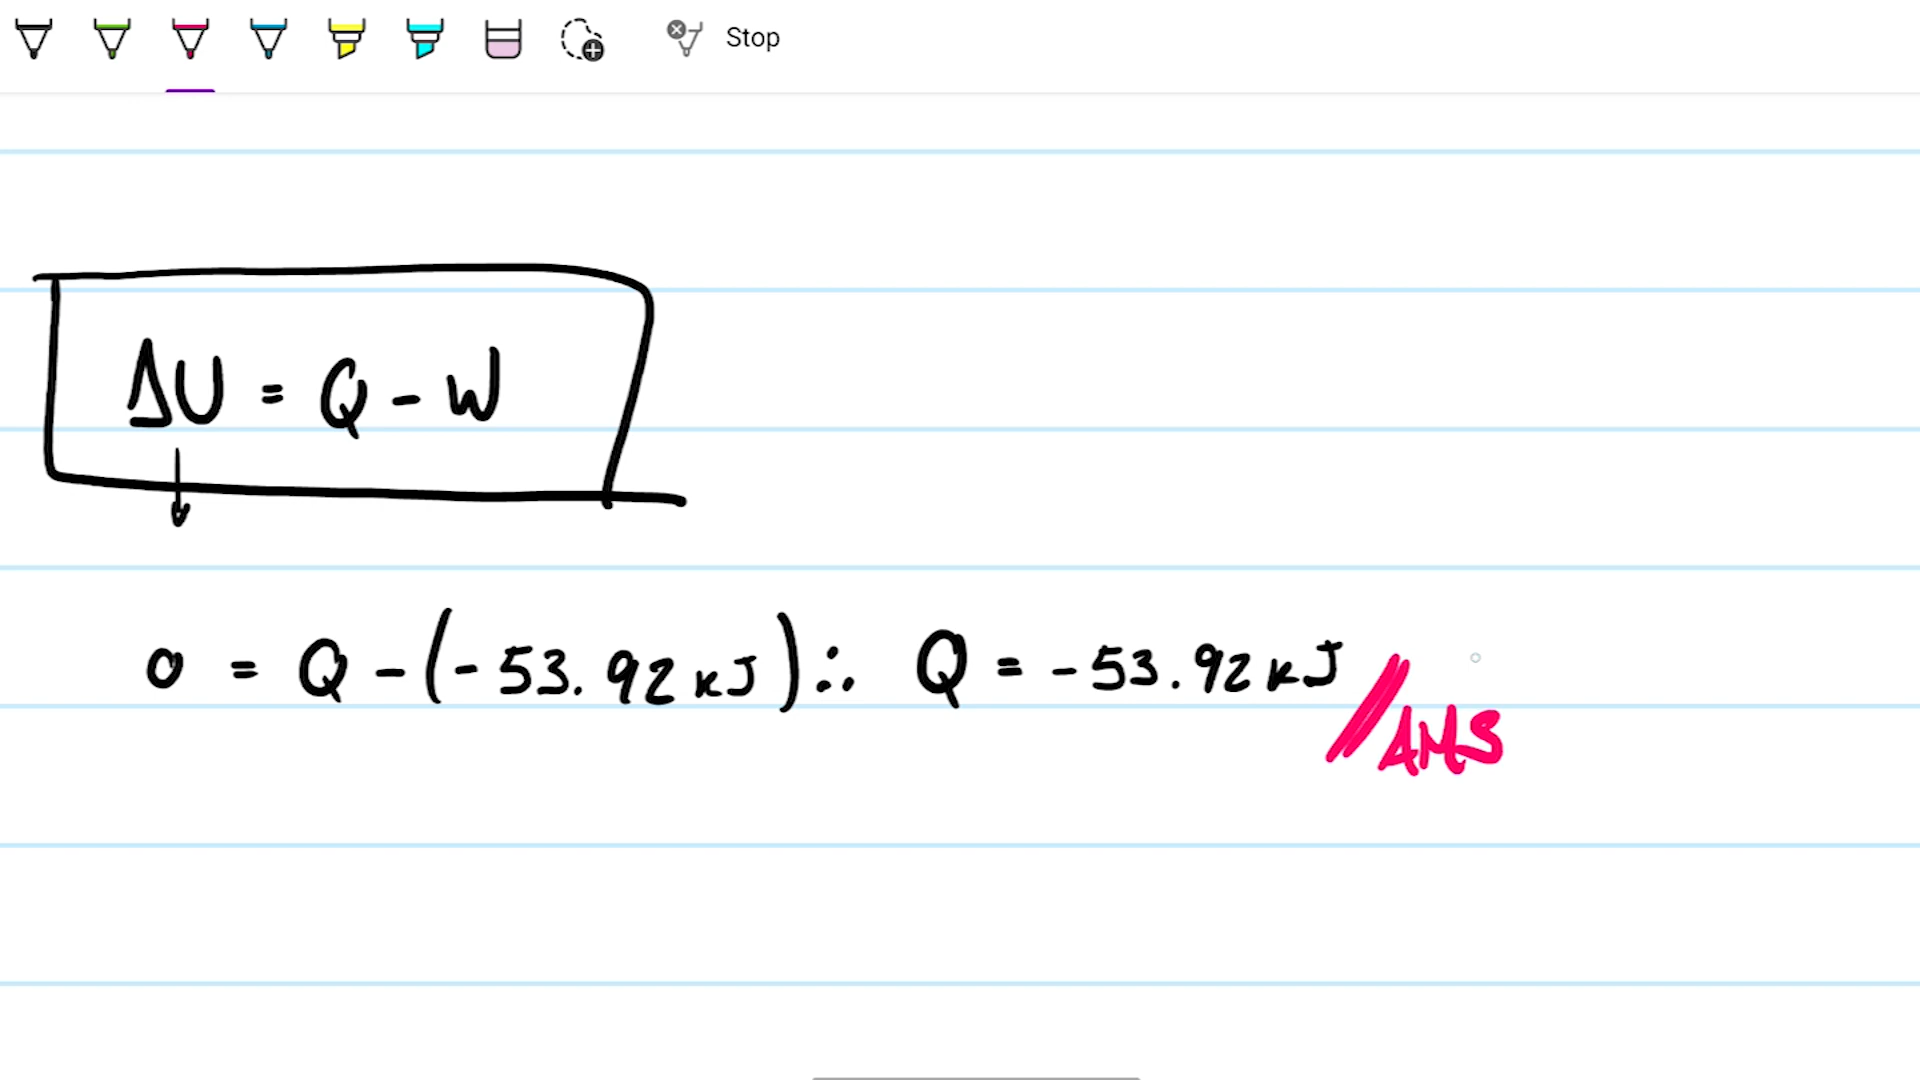 Stop
ΔU = Q - W
0 = Q - (-53.92 kJ) ∴ Q = -53.92 kJ
ANS